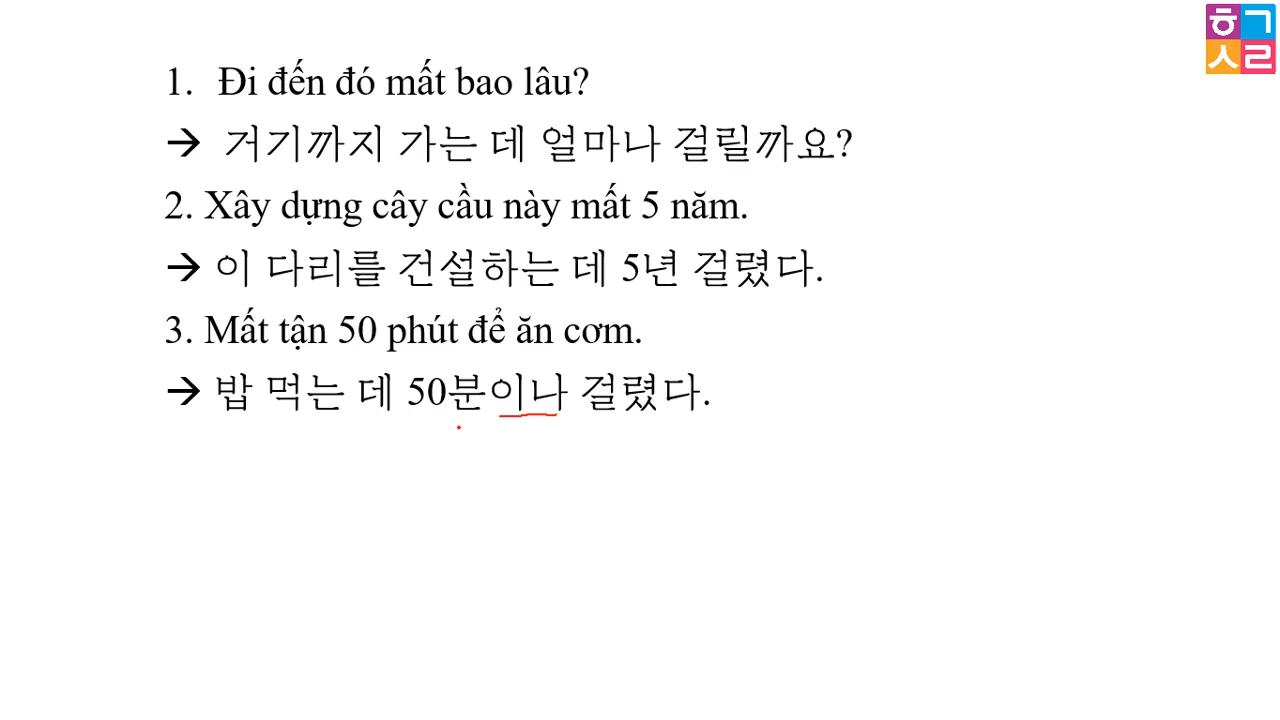 ㅎㄱ
ㅅㄹ
1. Đi đến đó mất bao lâu?
→ 거기까지 가는 데 얼마나 걸릴까요?
2. Xây dựng cây cầu này mất 5 năm.
→ 이 다리를 건설하는 데 5년 걸렸다.
3. Mất tận 50 phút để ăn cơm.
→ 밥 먹는 데 50분이나 걸렸다.